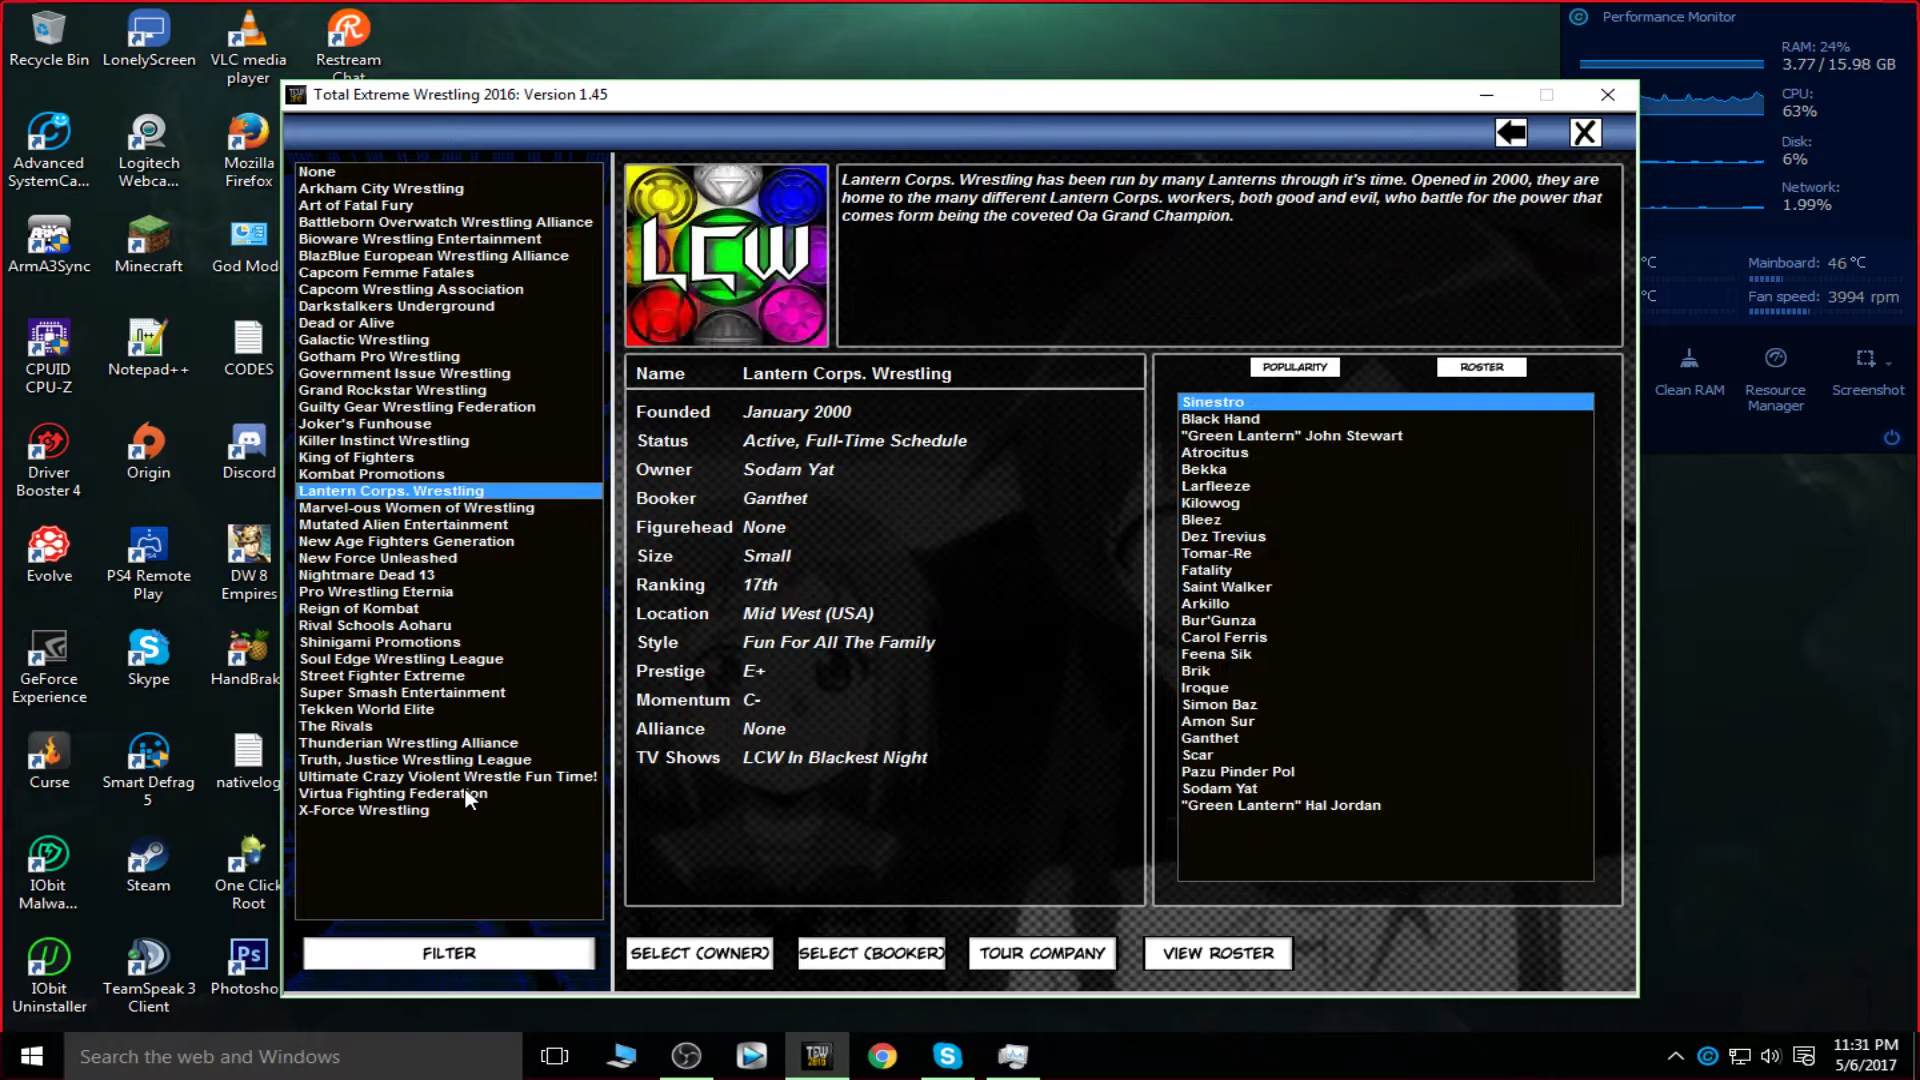 Recycle Bin
LonelyScreen
VLC media
player
Restream
Chat
Advanced
SystemCa...
Logitech
Webca...
Mozilla
Firefox
ArmA3Sync
Minecraft
God Mod
CPUID
CPU-Z
Notepad++
CODES
Driver
Booster 4
Origin
Discord
Evolve
PS4 Remote
Play
DW 8
Empires
GeForce
Experience
Skype
HandBrak
Curse
Smart Defrag
5
nativelog
IObit
Malwa...
Steam
One Click
Root
IObit
Uninstaller
TeamSpeak 3
Client
Photosho
Total Extreme Wrestling 2016: Version 1.45
None
Arkham City Wrestling
Art of Fatal Fury
Battleborn Overwatch Wrestling Alliance
Bioware Wrestling Entertainment
BlazBlue European Wrestling Alliance
Capcom Femme Fatales
Capcom Wrestling Association
Darkstalkers Underground
Dead or Alive
Galactic Wrestling
Gotham Pro Wrestling
Government Issue Wrestling
Grand Rockstar Wrestling
Guilty Gear Wrestling Federation
Joker's Funhouse
Killer Instinct Wrestling
King of Fighters
Kombat Promotions
Lantern Corps. Wrestling
Marvel-ous Women of Wrestling
Mutated Alien Entertainment
New Age Fighters Generation
New Force Unleashed
Nightmare Dead 13
Pro Wrestling Eternia
Reign of Kombat
Rival Schools Aoharu
Shinigami Promotions
Soul Edge Wrestling League
Street Fighter Extreme
Super Smash Entertainment
Tekken World Elite
The Rivals
Thunderian Wrestling Alliance
Truth, Justice Wrestling League
Ultimate Crazy Violent Wrestle Fun Time!
Virtua Fighting Federation
X-Force Wrestling
FILTER
LCW
Lantern Corps. Wrestling has been run by many Lanterns through it's time. Opened in 2000, they are
home to the many different Lantern Corps. workers, both good and evil, who battle for the power that
comes form being the coveted Oa Grand Champion.
Name Lantern Corps. Wrestling
Founded January 2000
Status Active, Full-Time Schedule
Owner Sodam Yat
Booker Ganthet
Figurehead None
Size Small
Ranking 17th
Location Mid West (USA)
Style Fun For All The Family
Prestige E+
Momentum C-
Alliance None
TV Shows LCW In Blackest Night
POPULARITY
ROSTER
Sinestro
Black Hand
"Green Lantern" John Stewart
Atrocitus
Bekka
Larfleeze
Kilowog
Bleez
Dez Trevius
Tomar-Re
Fatality
Saint Walker
Arkillo
Bur'Gunza
Carol Ferris
Feena Sik
Brik
Iroque
Simon Baz
Amon Sur
Ganthet
Scar
Pazu Pinder Pol
Sodam Yat
"Green Lantern" Hal Jordan
SELECT (OWNER)
SELECT (BOOKER)
TOUR COMPANY
VIEW ROSTER
Performance Monitor
RAM: 24%
3.77 / 15.98 GB
CPU:
63%
Disk:
6%
Network:
1.99%
°C
Mainboard: 46 °C
°C
Fan speed: 3994 rpm
Clean RAM
Resource
Manager
Screenshot
Search the web and Windows
11:31 PM
5/6/2017